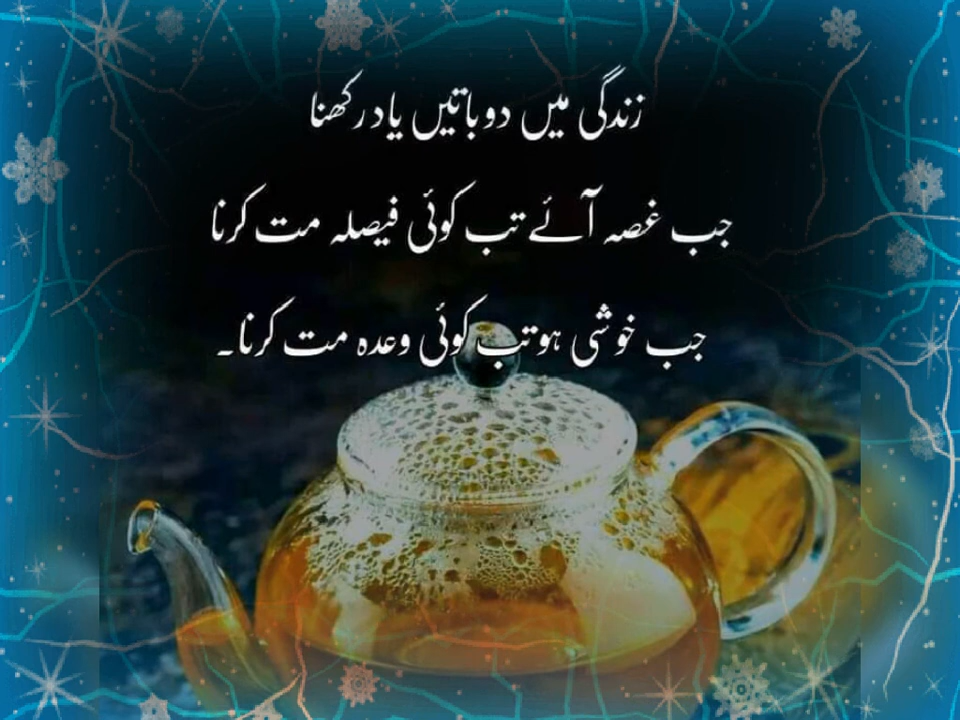 زندگی میں دو باتیں یاد رکھنا
جب غصہ آئے تب کوئی فیصلہ مت کرنا
جب خوشی ہو تب کوئی وعدہ مت کرنا۔